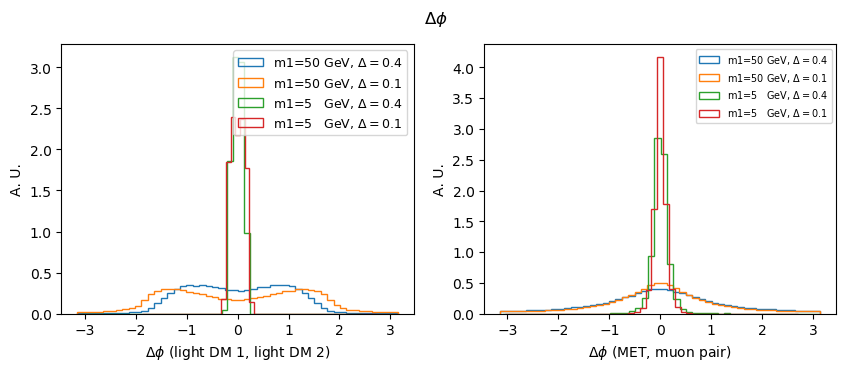 Δϕ
3.0
2.5
2.0
1.5
1.0
0.5
0.0
A. U.
m1=50 GeV, Δ = 0.4
m1=50 GeV, Δ = 0.1
m1=5 GeV, Δ = 0.4
m1=5 GeV, Δ = 0.1
−3 −2 −1 0 1 2 3
Δϕ (light DM 1, light DM 2)
4.0
3.5
3.0
2.5
2.0
1.5
1.0
0.5
0.0
A. U.
m1=50 GeV, Δ = 0.4
m1=50 GeV, Δ = 0.1
m1=5 GeV, Δ = 0.4
m1=5 GeV, Δ = 0.1
−3 −2 −1 0 1 2 3
Δϕ (MET, muon pair)